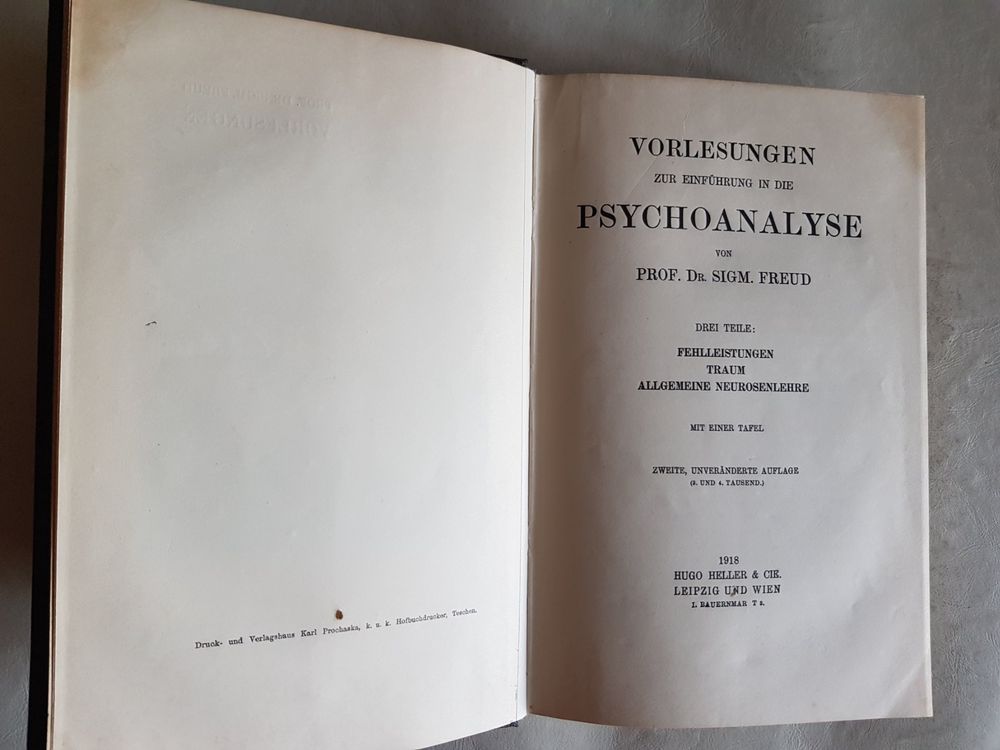 Druck- und Verlagshaus Karl Prochaska, k. u. k. Hofbuchdrucker, Teschen.
VORLESUNGEN
ZUR EINFÜHRUNG IN DIE
PSYCHOANALYSE
VON
PROF. DR. SIGM. FREUD
DREI TEILE:
FEHLLEISTUNGEN
TRAUM
ALLGEMEINE NEUROSENLEHRE
MIT EINER TAFEL
ZWEITE, UNVERÄNDERTE AUFLAGE
(3. UND 4. TAUSEND.)
1918
HUGO HELLER & CIE.
LEIPZIG UND WIEN
I. BAUERNMAR T 3.